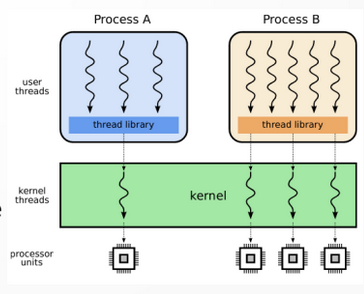 Process A
Process B
user
threads
thread library
thread library
kernel
threads
kernel
processor
units